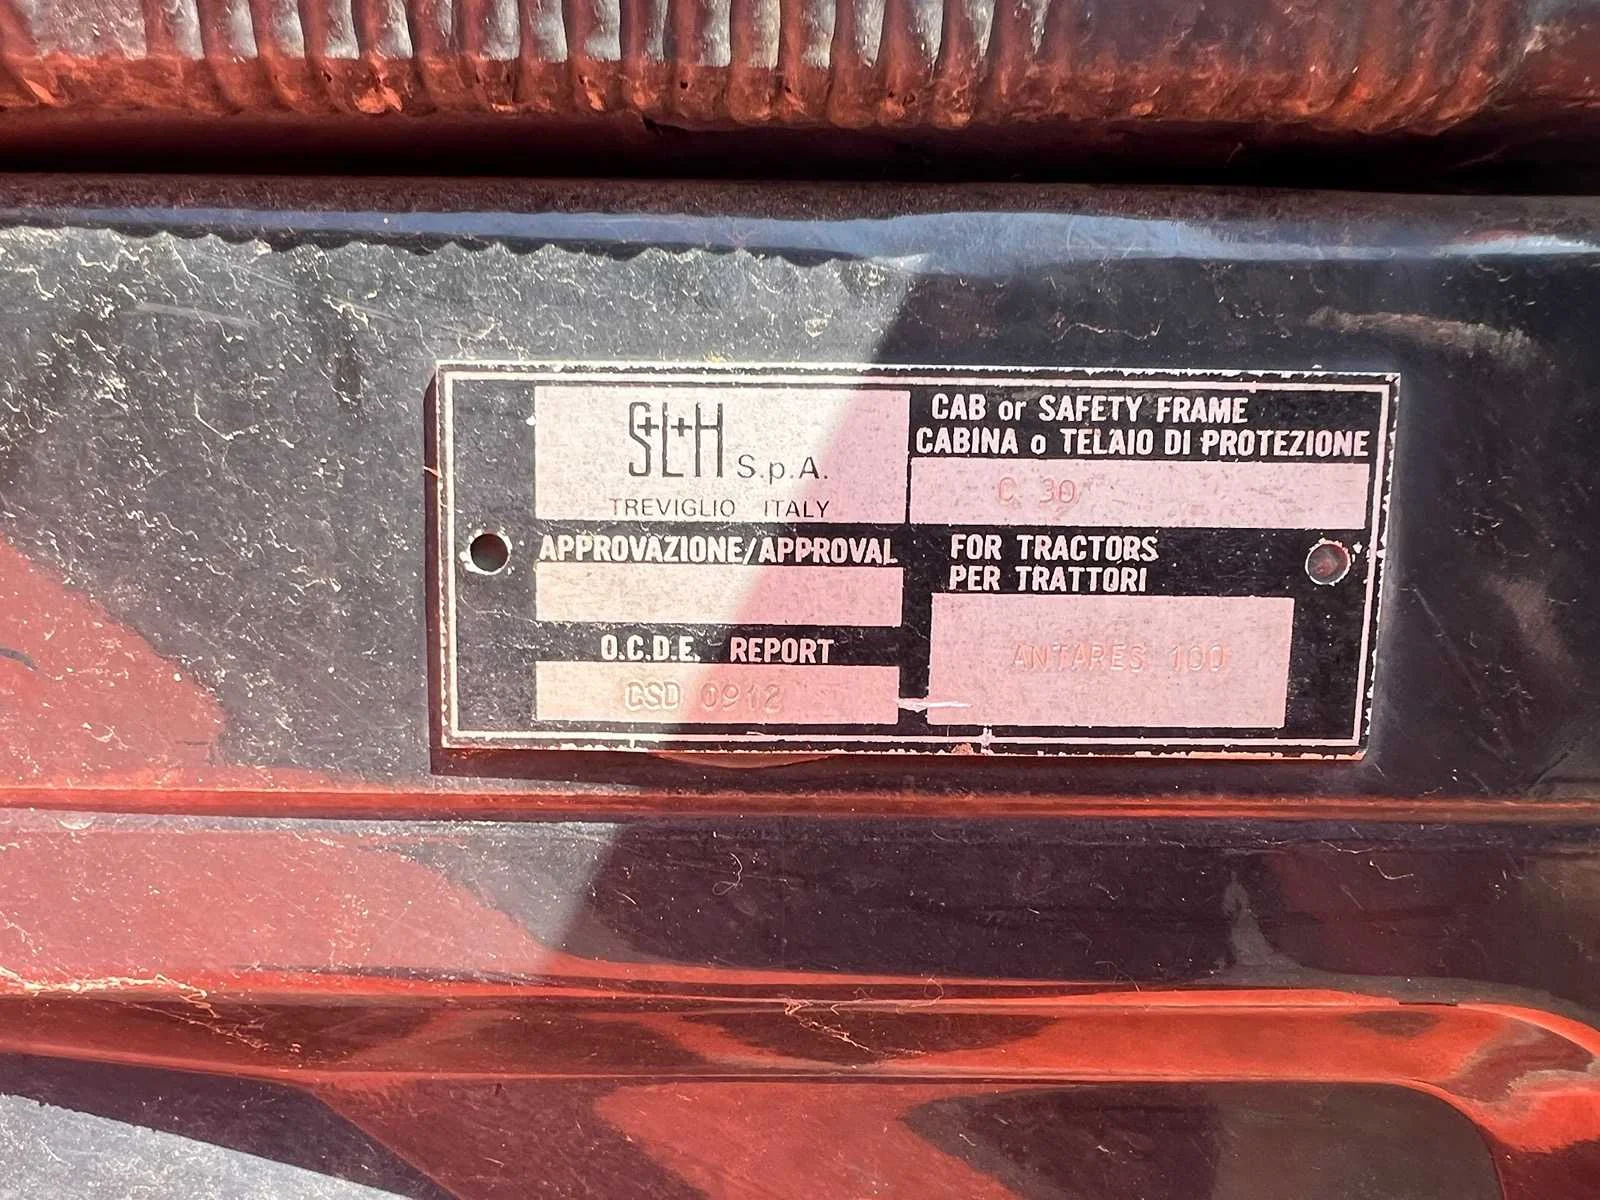 S+L+H S.p.A.
TREVIGLIO ITALY
CAB or SAFETY FRAME
CABINA o TELAIO DI PROTEZIONE
C 30
APPROVAZIONE/APPROVAL
FOR TRACTORS
PER TRATTORI
ANTARES 100
O.C.D.E. REPORT
CSD 0912